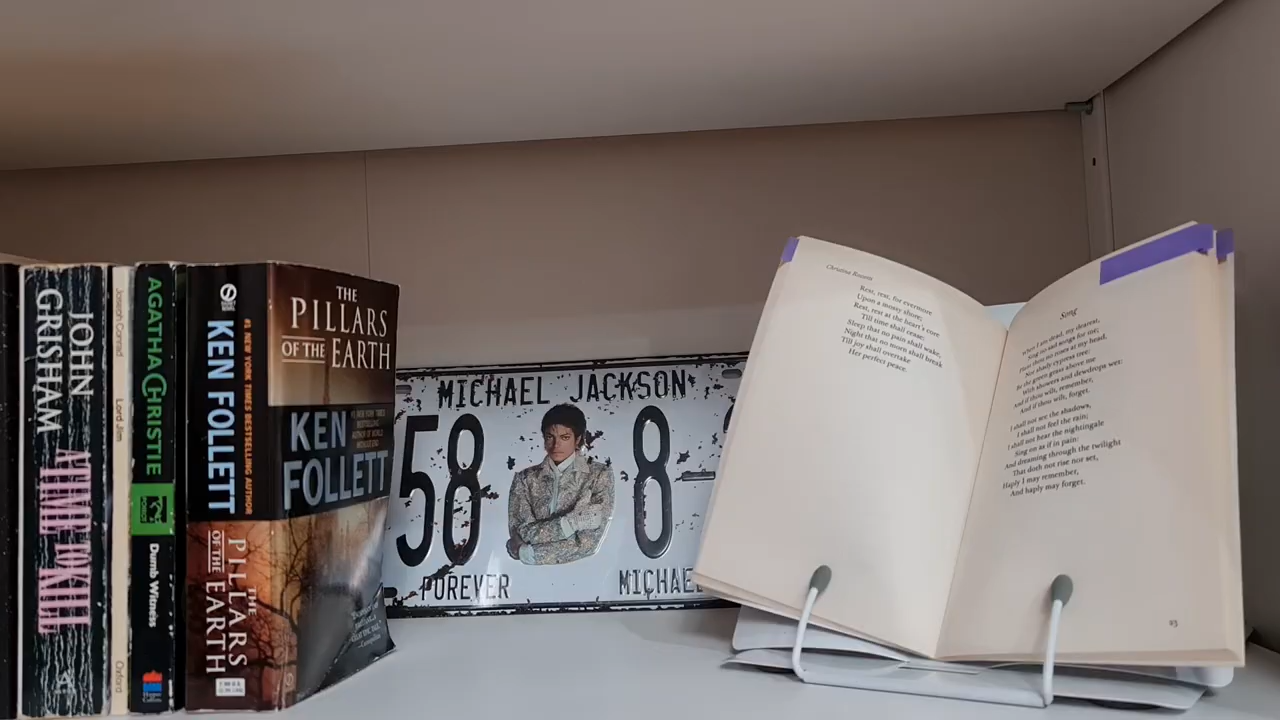 JOHN
GRISHAM
A TIME TO KILL
Joseph Conrad
Lord Jim
Oxford
AGATHA CHRISTIE
Dumb Witness
SIGNET
KEN FOLLETT
#1 NEW YORK TIMES BESTSELLING AUTHOR
THE
PILLARS
OF THE EARTH
THE
PILLARS
OF THE EARTH
KEN
FOLLETT
MICHAEL JACKSON
58
8-
FOREVER
MICHAE
Christina Rossetti
Rest, rest, for evermore
Upon a mossy shore;
Rest, rest at the heart's core
Till time shall cease:
Sleep that no pain shall wake,
Night that no morn shall break
Till joy shall overtake
Her perfect peace.
Song
When I am dead, my dearest,
Sing no sad songs for me;
Plant thou no roses at my head,
Nor shady cypress tree:
Be the green grass above me
With showers and dewdrops wet:
And if thou wilt, remember,
And if thou wilt, forget.
I shall not see the shadows,
I shall not feel the rain;
I shall not hear the nightingale
Sing on as if in pain:
And dreaming through the twilight
That doth not rise nor set,
Haply I may remember,
And haply may forget.